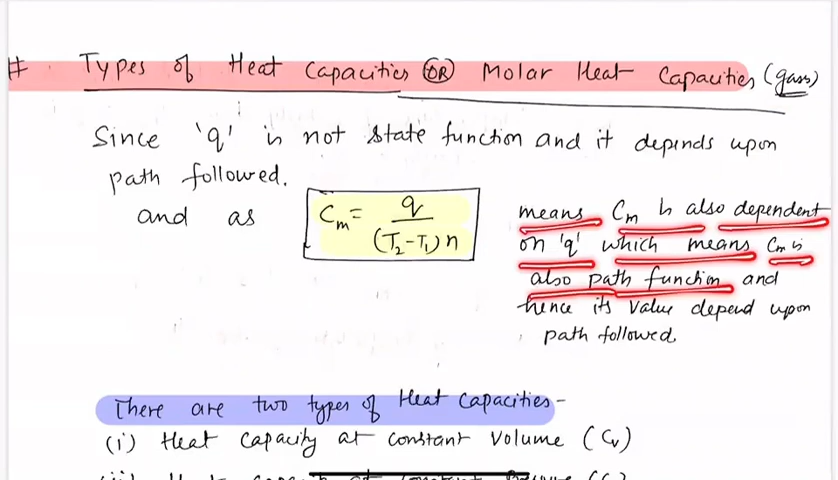 # Types of Heat Capacities OR Molar Heat Capacities (gass)
Since 'q' is not state function and it depends upon
path followed.
and as
Cm = q / (T2-T1)n
means Cm is also dependent
on 'q' which means Cm is
also path function and
hence its value depend upon
path followed.
There are two types of Heat Capacities-
(i) Heat Capacity at constant volume (Cv)